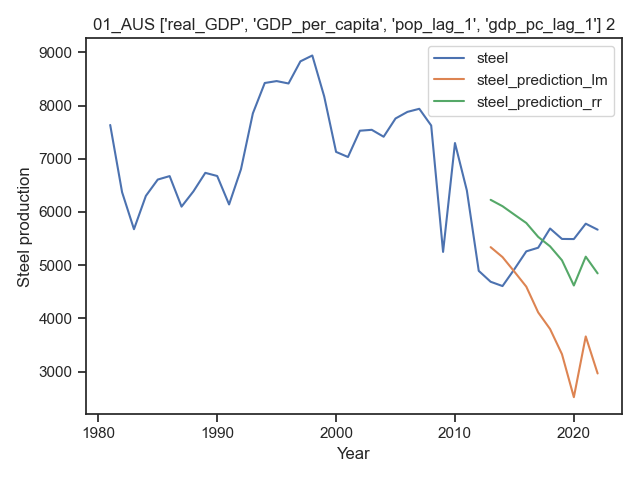 01_AUS ['real_GDP', 'GDP_per_capita', 'pop_lag_1', 'gdp_pc_lag_1'] 2
steel
steel_prediction_lm
steel_prediction_rr
9000
8000
7000
6000
5000
4000
3000
Steel production
1980
1990
2000
2010
2020
Year